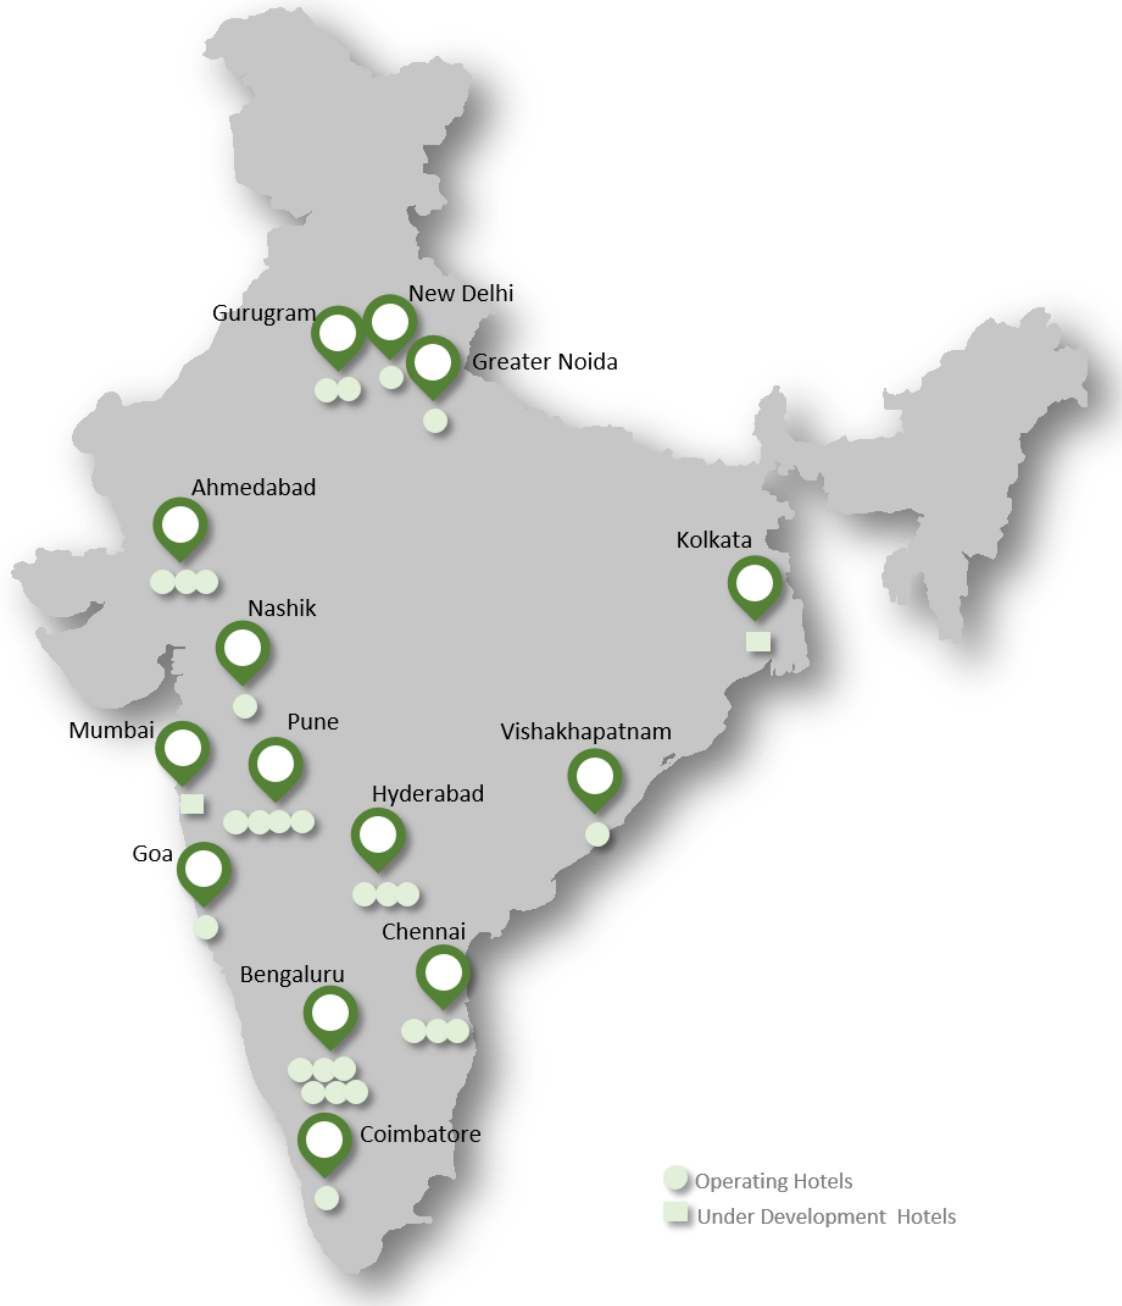 New Delhi
Gurugram
Greater Noida
Ahmedabad
Kolkata
Nashik
Pune
Mumbai
Vishakhapatnam
Hyderabad
Goa
Chennai
Bengaluru
Coimbatore
Operating Hotels
Under Development  Hotels